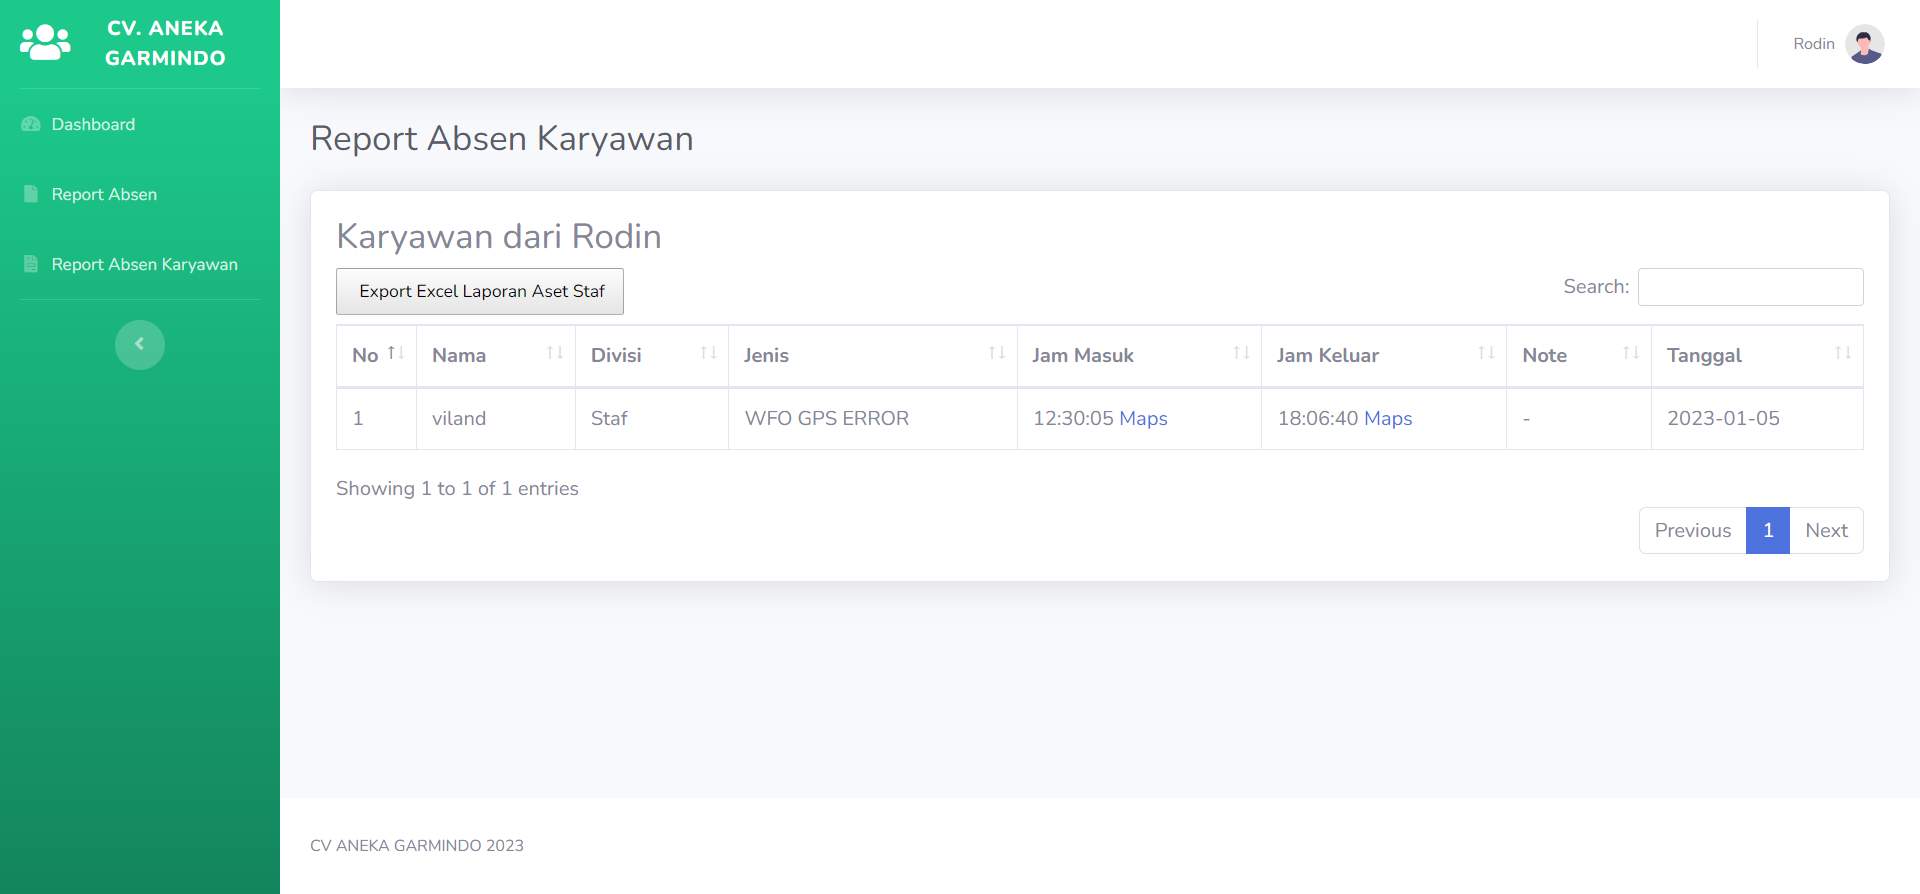 CV. ANEKA
GARMINDO
Dashboard
Report Absen
Report Absen Karyawan
Rodin
Report Absen Karyawan
Karyawan dari Rodin
Export Excel Laporan Aset Staf
Search:
No Nama Divisi Jenis Jam Masuk Jam Keluar Note Tanggal
1 viland Staf WFO GPS ERROR 12:30:05 Maps 18:06:40 Maps - 2023-01-05
Showing 1 to 1 of 1 entries
Previous 1 Next
CV ANEKA GARMINDO 2023